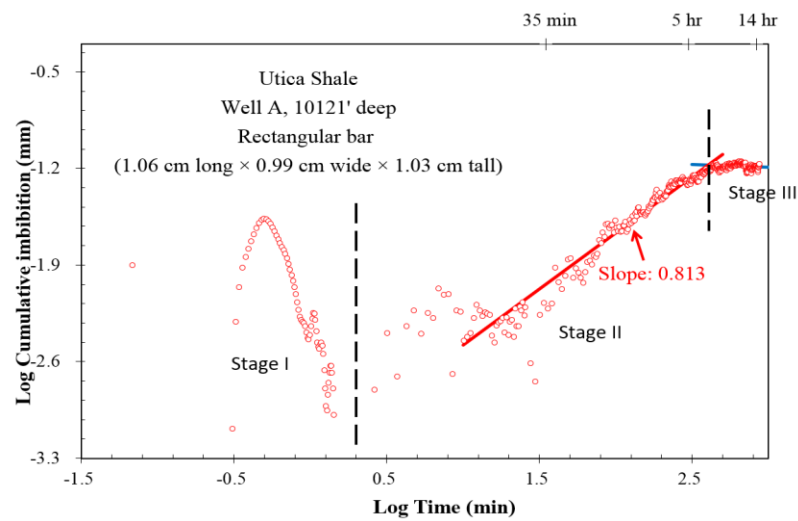 35 min 5 hr 14 hr
-0.5
Utica Shale
Well A, 10121' deep
Rectangular bar
(1.06 cm long × 0.99 cm wide × 1.03 cm tall)
-1.2
Stage III
-1.9
Slope: 0.813
Stage II
-2.6
Stage I
-3.3
Log Cumulative imbibition (mm)
-1.5 -0.5 0.5 1.5 2.5
Log Time (min)